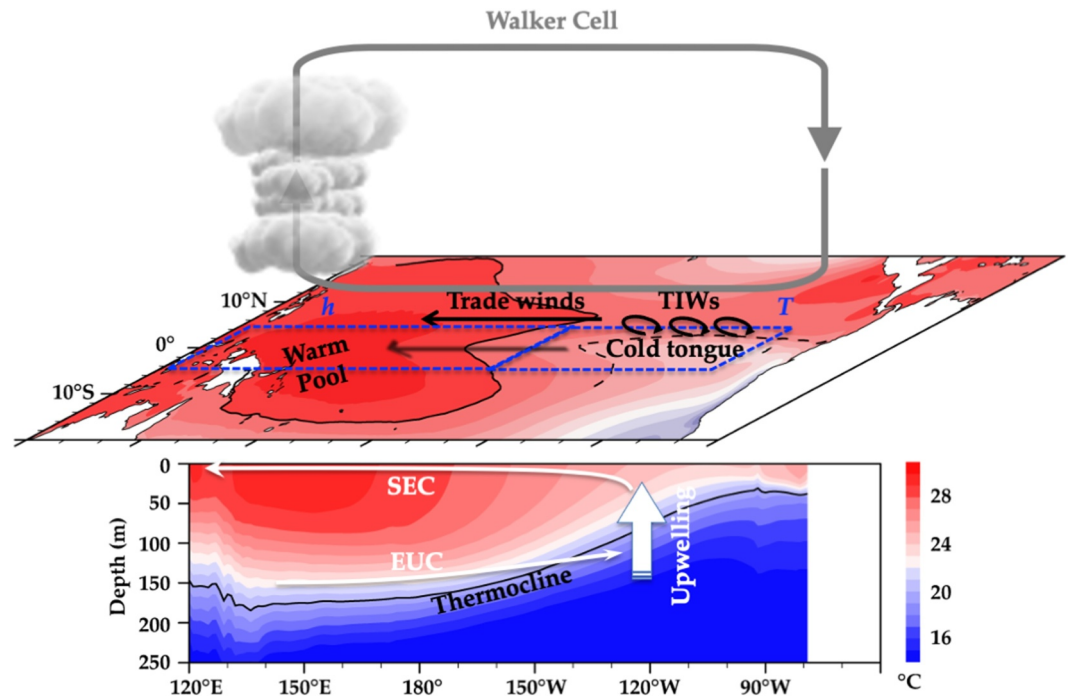 Walker Cell
10°N
h
Trade winds
TIWs
T
0°
Warm
Pool
Cold tongue
10°S
0
50
100
150
200
250
Depth (m)
SEC
EUC
Thermocline
Upwelling
28
24
20
16
°C
120°E
150°E
180°
150°W
120°W
90°W